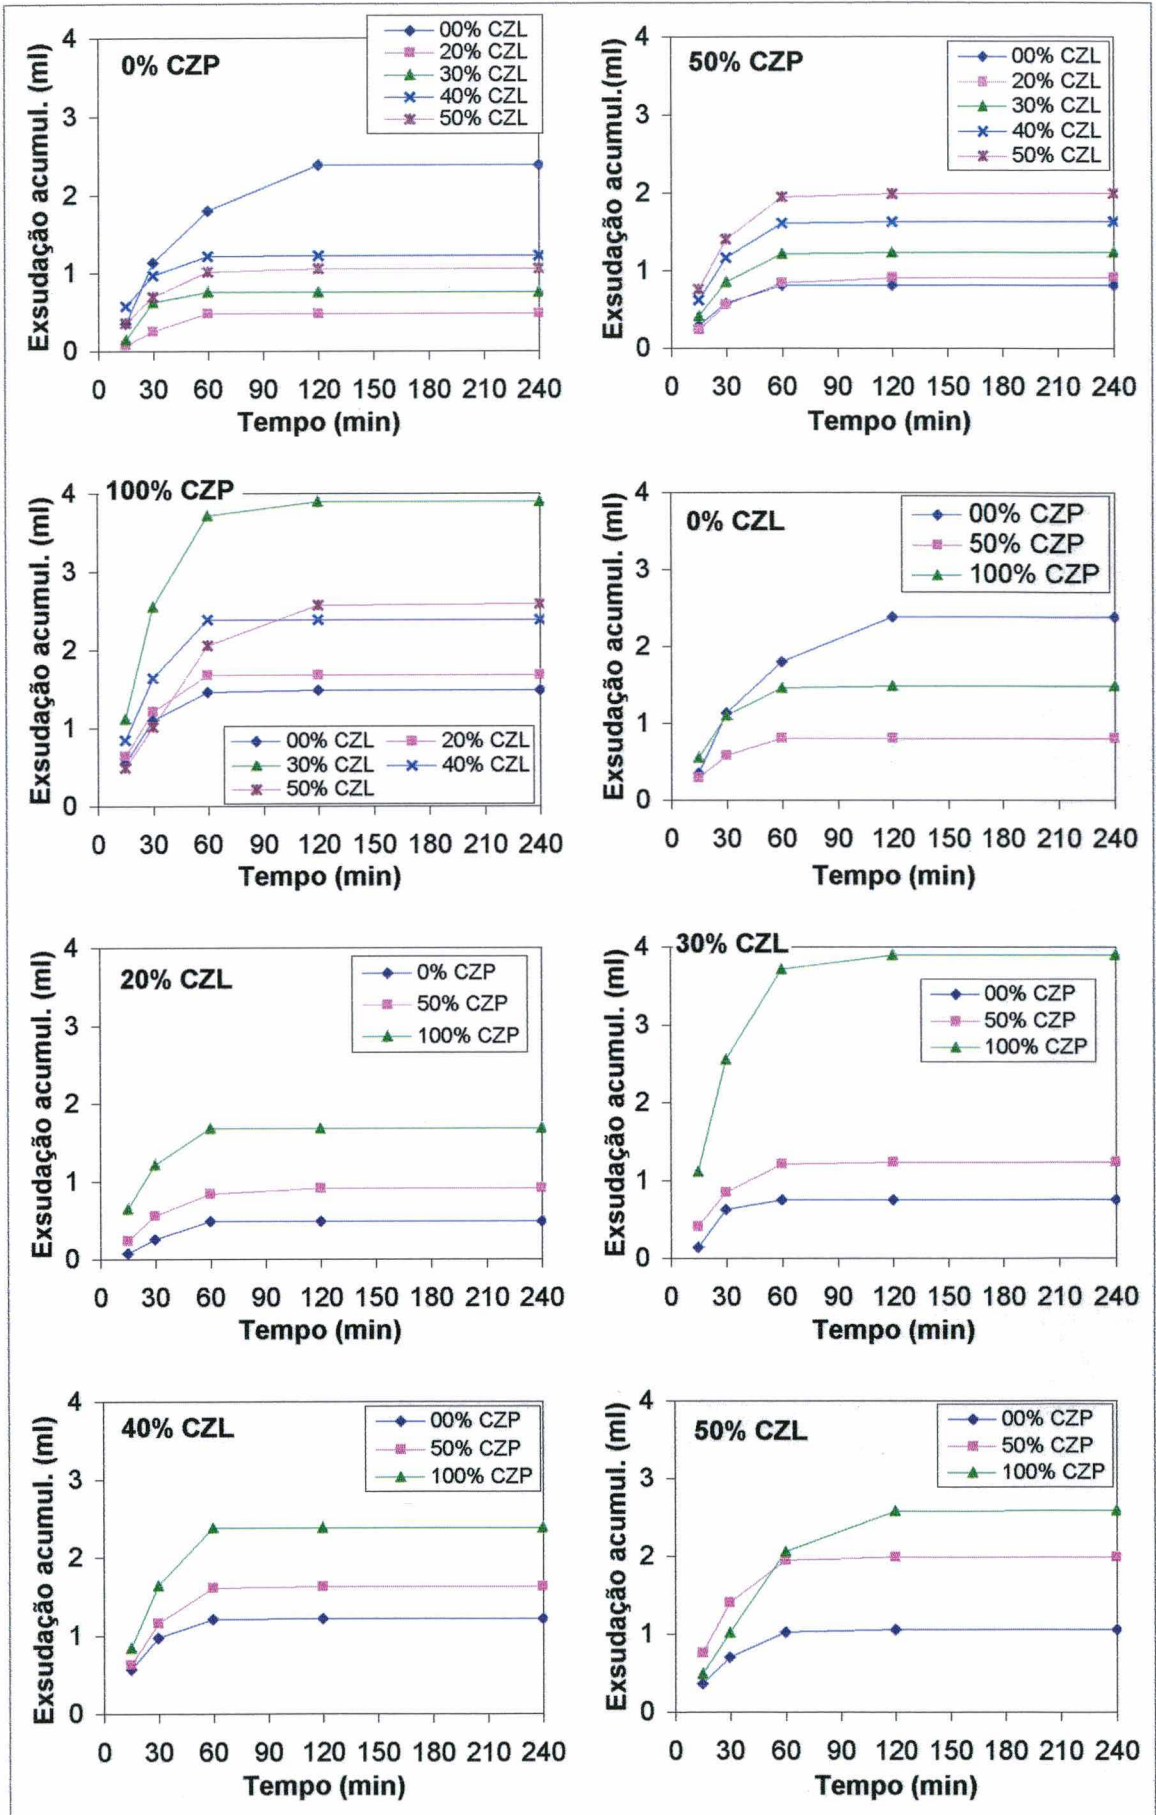 0% CZP
00% CZL
20% CZL
30% CZL
40% CZL
50% CZL
Exsudação acumul. (ml)
4
3
2
1
0
0 30 60 90 120 150 180 210 240
Tempo (min)
50% CZP
00% CZL
20% CZL
30% CZL
40% CZL
50% CZL
Exsudação acumul.(ml)
4
3
2
1
0
0 30 60 90 120 150 180 210 240
Tempo (min)
100% CZP
Exsudação acumul. (ml)
4
3
2
1
0
00% CZL 20% CZL
30% CZL 40% CZL
50% CZL
0 30 60 90 120 150 180 210 240
Tempo (min)
0% CZL
00% CZP
50% CZP
100% CZP
Exsudação acumul. (ml)
4
3
2
1
0
0 30 60 90 120 150 180 210 240
Tempo (min)
20% CZL
0% CZP
50% CZP
100% CZP
Exsudação acumul. (ml)
4
3
2
1
0
0 30 60 90 120 150 180 210 240
Tempo (min)
30% CZL
00% CZP
50% CZP
100% CZP
Exsudação acumul. (ml)
4
3
2
1
0
0 30 60 90 120 150 180 210 240
Tempo (min)
40% CZL
00% CZP
50% CZP
100% CZP
Exsudação acumul. (ml)
4
3
2
1
0
0 30 60 90 120 150 180 210 240
Tempo (min)
50% CZL
00% CZP
50% CZP
100% CZP
Exsudação acumul. (ml)
4
3
2
1
0
0 30 60 90 120 150 180 210 240
Tempo (min)